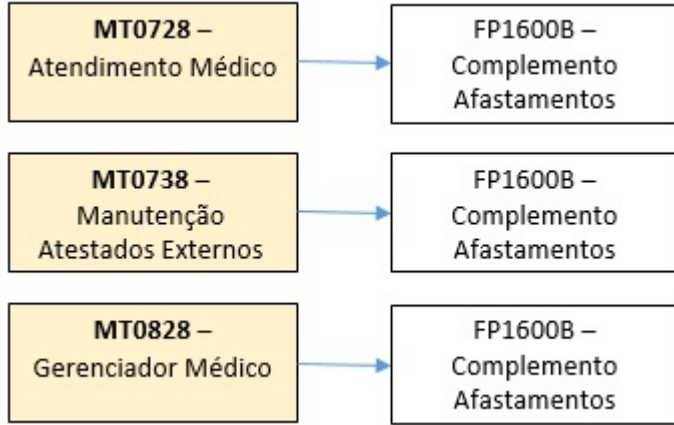 MT0728 –
Atendimento Médico
FP1600B –
Complemento
Afastamentos
MT0738 –
Manutenção
Atestados Externos
FP1600B –
Complemento
Afastamentos
MT0828 –
Gerenciador Médico
FP1600B –
Complemento
Afastamentos